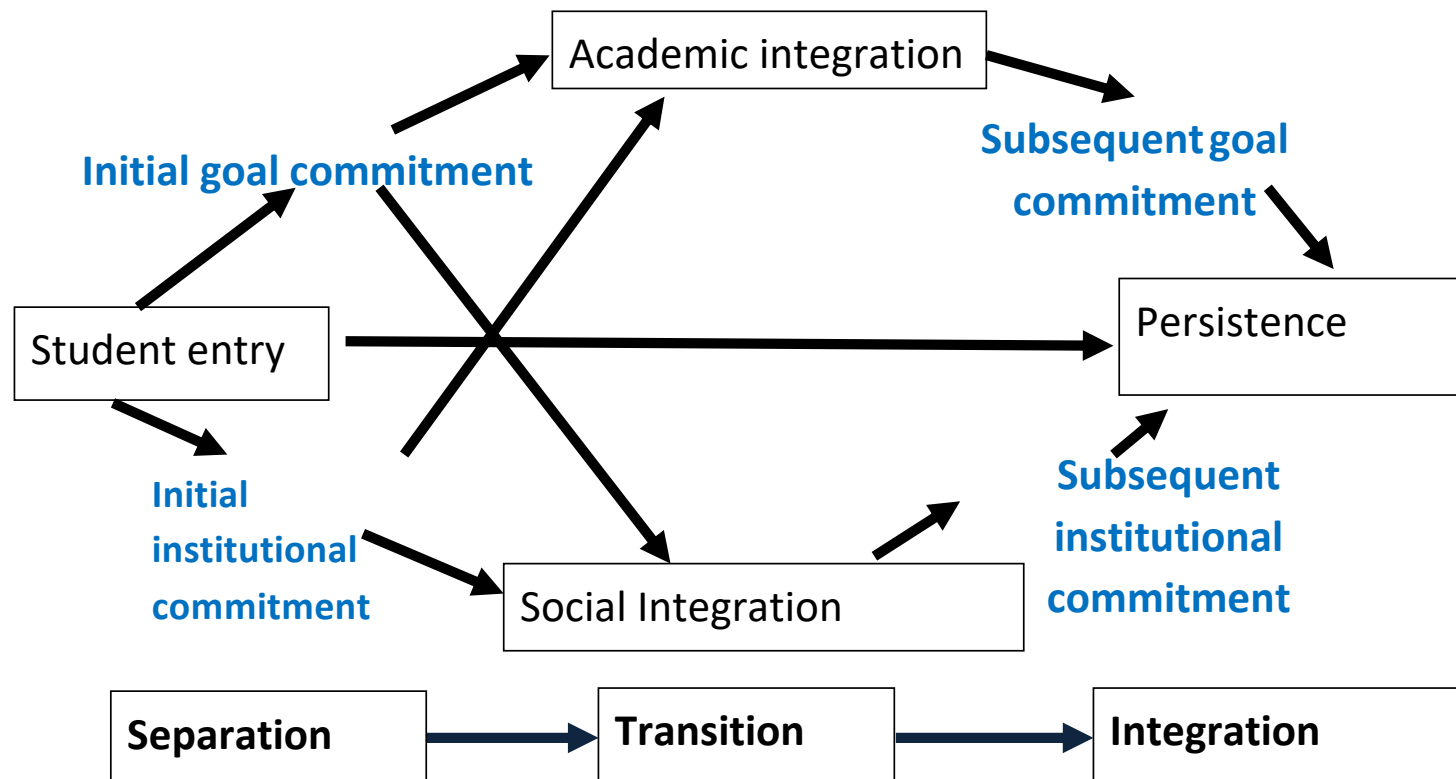 Academic integration
Subsequent goal
commitment
Initial goal commitment
Student entry
Persistence
Initial
institutional
commitment
Subsequent
institutional
commitment
Social Integration
Separation
Transition
Integration